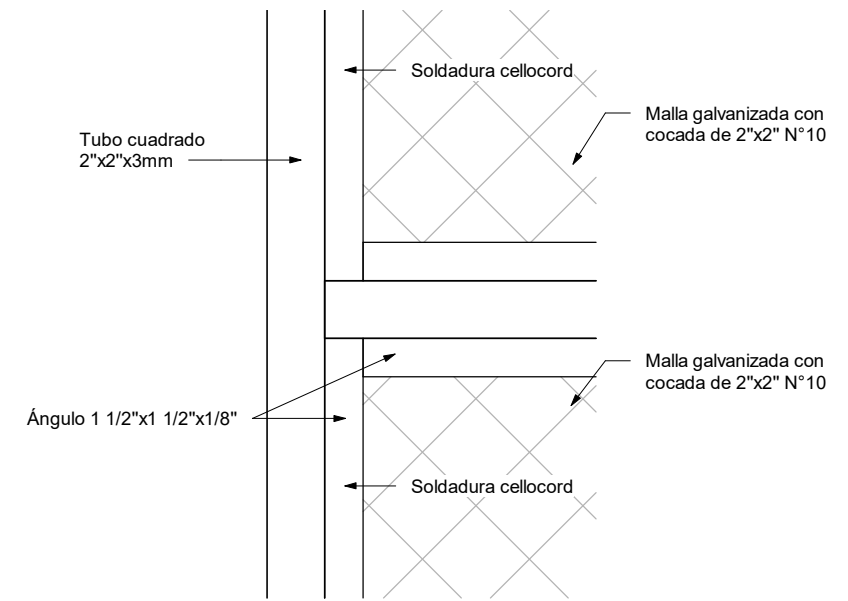 Soldadura cellocord
Malla galvanizada con
cocada de 2"x2" N°10
Tubo cuadrado
2"x2"x3mm
Malla galvanizada con
cocada de 2"x2" N°10
Ángulo 1 1/2"x1 1/2"x1/8"
Soldadura cellocord